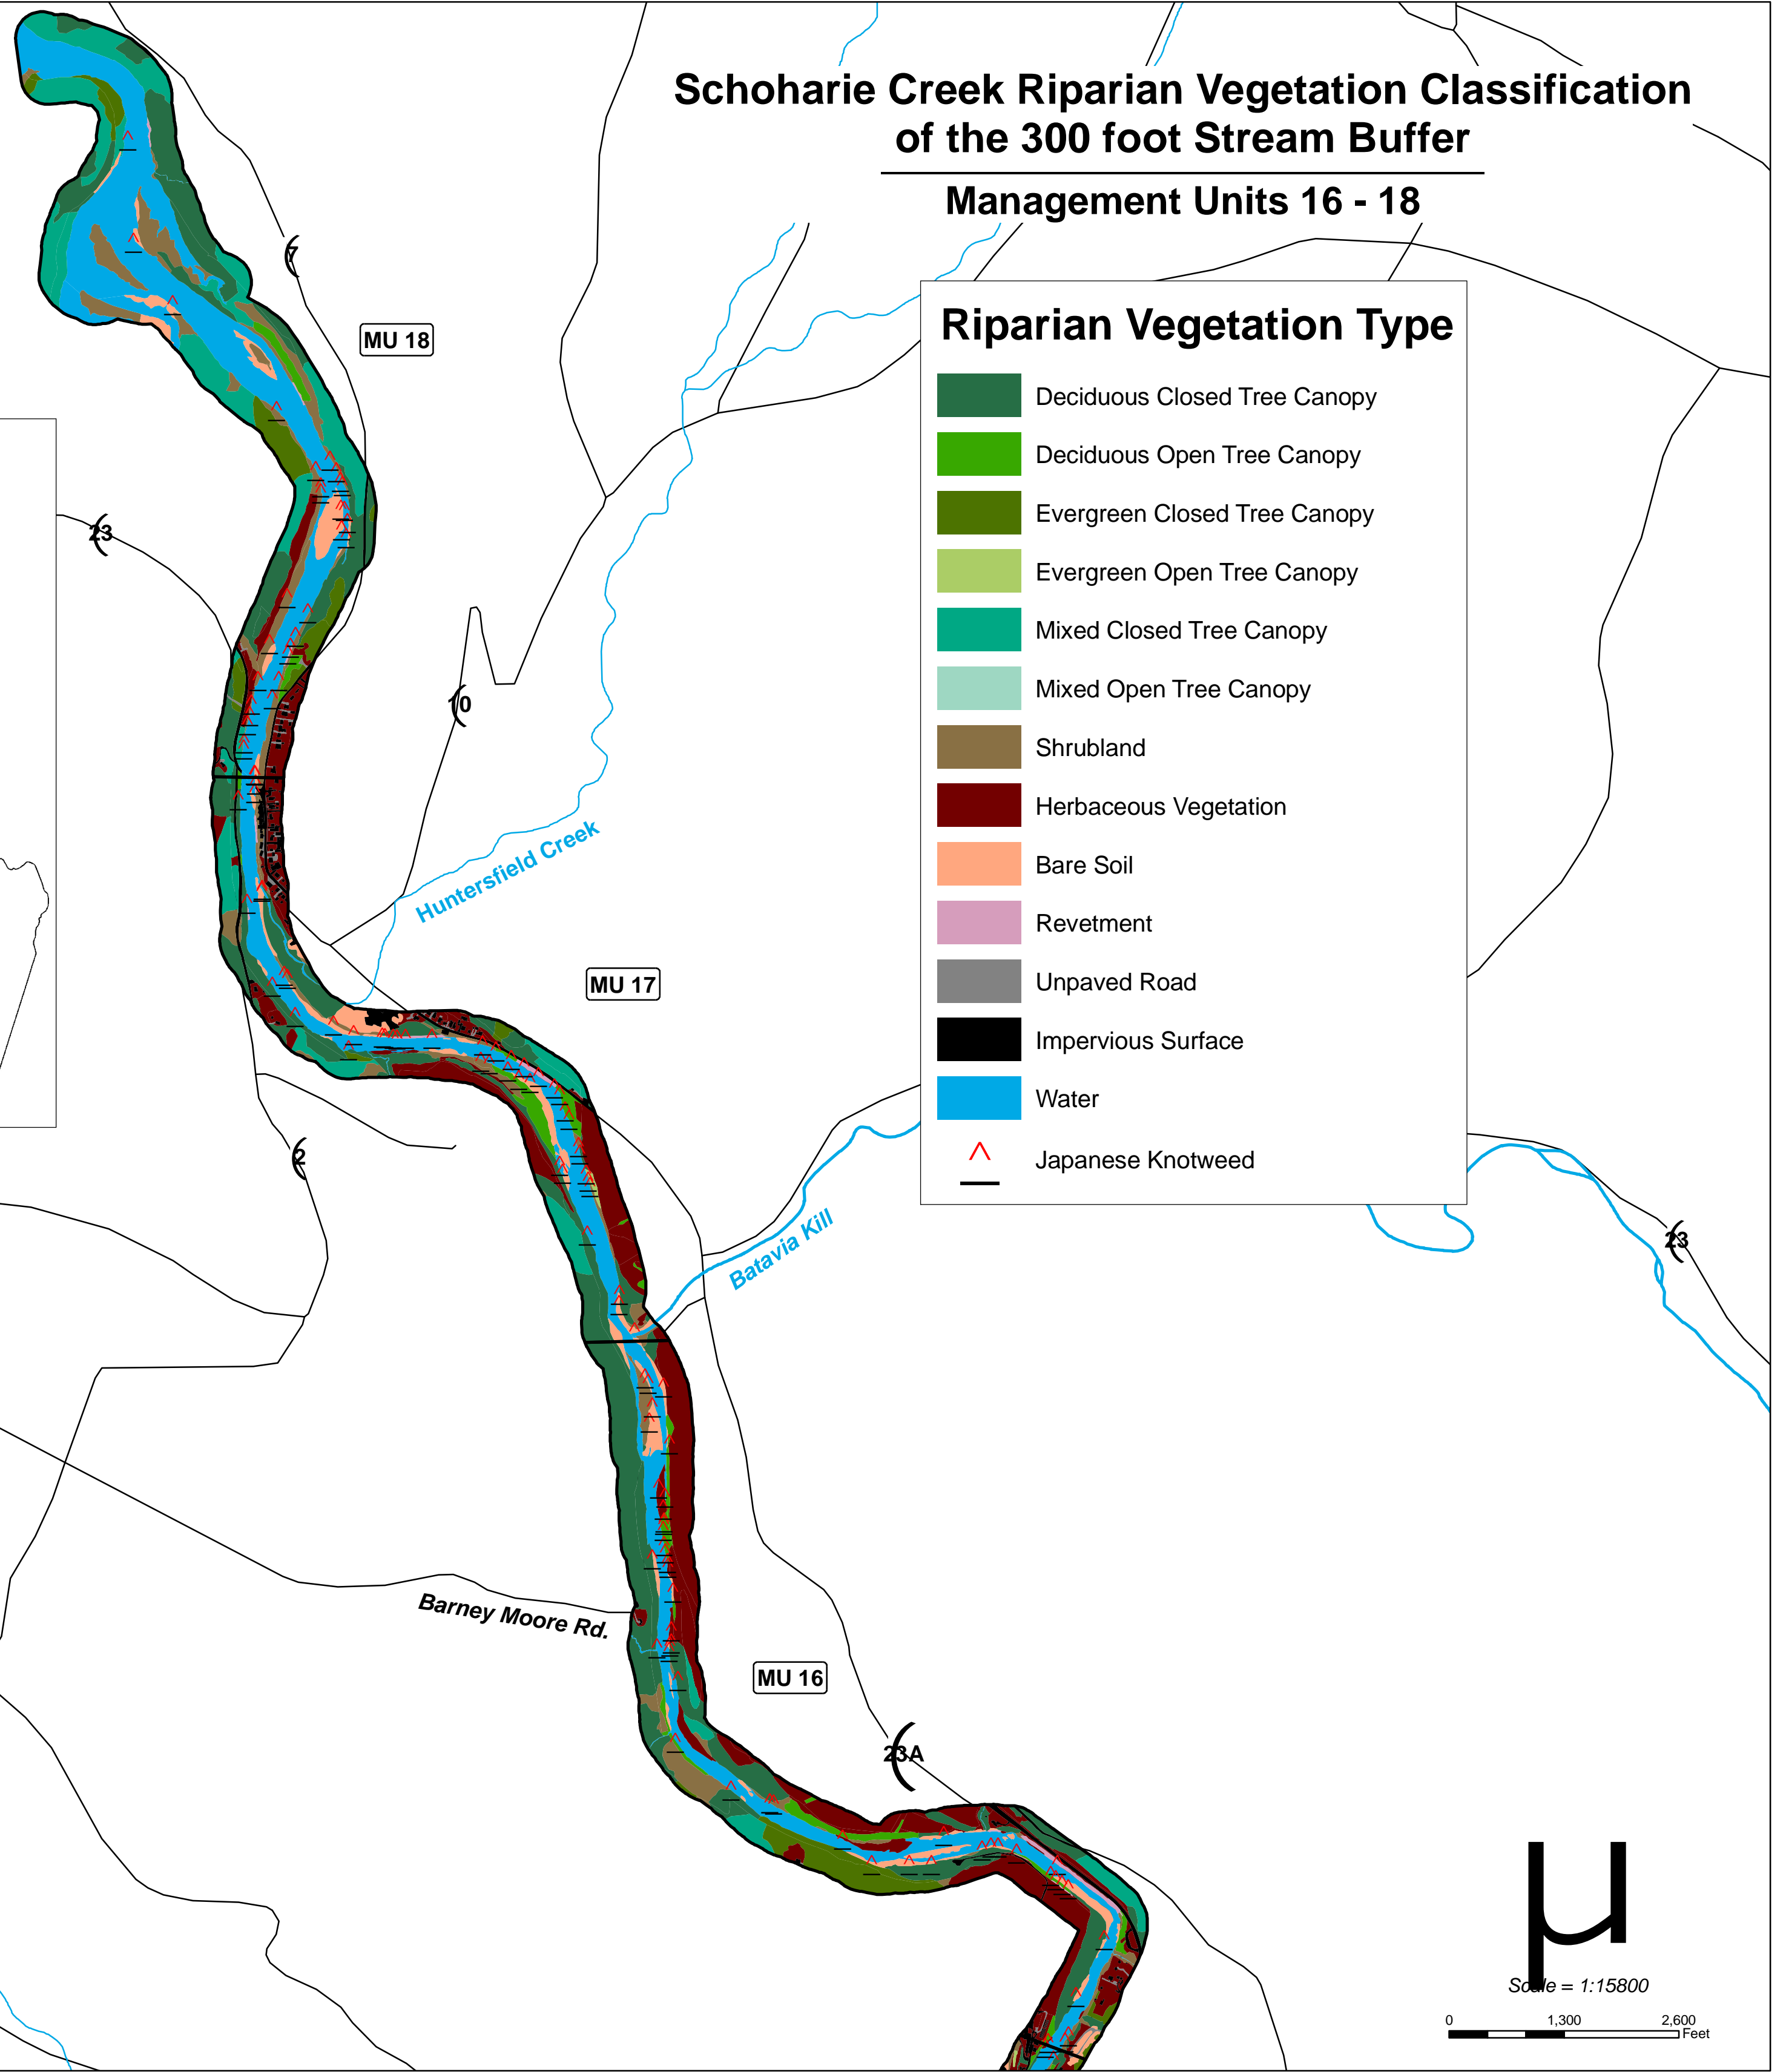 Schoharie Creek Riparian Vegetation Classification
of the 300 foot Stream Buffer
Management Units 16 - 18
7
MU 18
Riparian Vegetation Type
Deciduous Closed Tree Canopy
Deciduous Open Tree Canopy
Evergreen Closed Tree Canopy
Evergreen Open Tree Canopy
Mixed Closed Tree Canopy
Mixed Open Tree Canopy
Shrubland
Herbaceous Vegetation
Bare Soil
Revetment
Unpaved Road
Impervious Surface
Water
Japanese Knotweed
23
10
Huntersfield Creek
MU 17
2
Batavia Kill
23
Barney Moore Rd.
MU 16
23A
µ
Scale = 1:15800
0 1,300 2,600
Feet